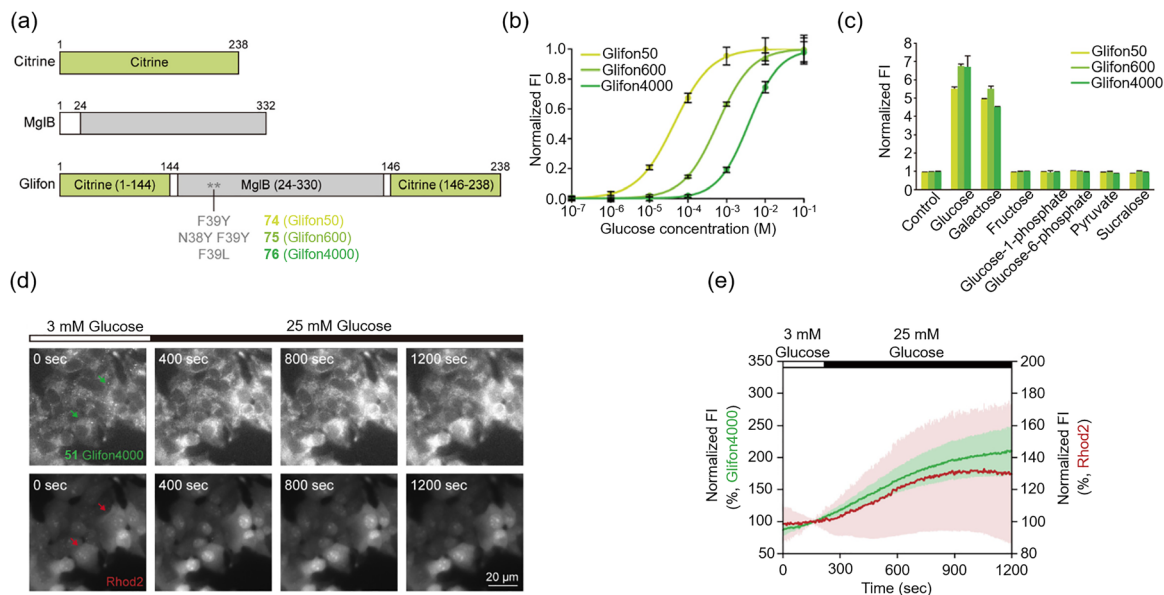 (a)
1 238
Citrine Citrine
1 24 332
MglB
1 144 146 238
Glifon Citrine (1-144) ** MglB (24-330) Citrine (146-238)
F39Y 74 (Glifon50)
N38Y F39Y 75 (Glifon600)
F39L 76 (Gilfon4000)
(b)
Normalized FI
1.0
0.8
0.6
0.4
0.2
0.0
Glifon50
Glifon600
Glifon4000
10⁻⁷ 10⁻⁶ 10⁻⁵ 10⁻⁴ 10⁻³ 10⁻² 10⁻¹
Glucose concentration (M)
(c)
Normalized FI
8
7
6
5
4
3
2
1
0
Glifon50
Glifon600
Glifon4000
Control
Glucose
Galactose
Fructose
Glucose-1-phosphate
Glucose-6-phosphate
Pyruvate
Sucralose
(d)
3 mM Glucose 25 mM Glucose
0 sec 400 sec 800 sec 1200 sec
51 Glifon4000
0 sec 400 sec 800 sec 1200 sec
Rhod2 20 μm
(e)
3 mM 25 mM
Glucose Glucose
Normalized FI
(%, Glifon4000)
350
300
250
200
150
100
50
200
180
160
140
120
100
80
Normalized FI
(%, Rhod2)
0 300 600 900 1200
Time (sec)